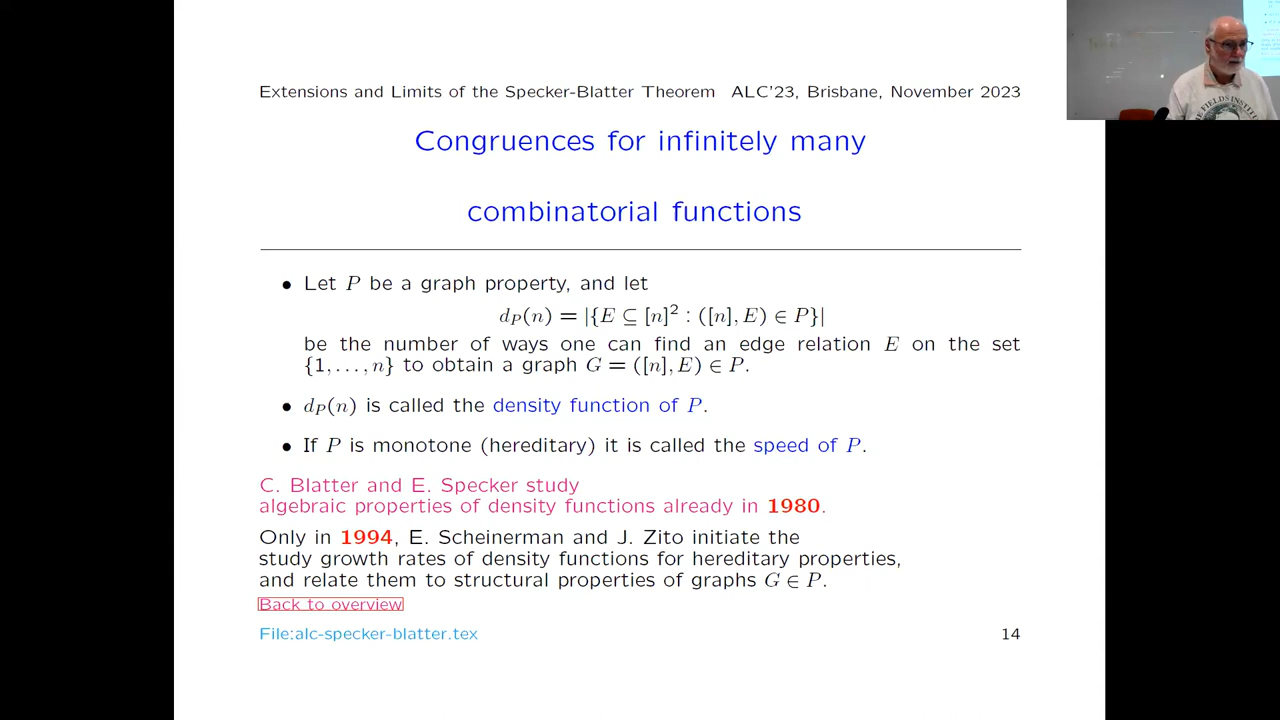 Extensions and Limits of the Specker-Blatter Theorem ALC'23, Brisbane, November 2023
Congruences for infinitely many
combinatorial functions
• Let P be a graph property, and let
d_P(n) = |{E ⊆ [n]² : ([n], E) ∈ P}|
be the number of ways one can find an edge relation E on the set
{1, . . . , n} to obtain a graph G = ([n], E) ∈ P.
• d_P(n) is called the density function of P.
• If P is monotone (hereditary) it is called the speed of P.
C. Blatter and E. Specker study
algebraic properties of density functions already in 1980.
Only in 1994, E. Scheinerman and J. Zito initiate the
study growth rates of density functions for hereditary properties,
and relate them to structural properties of graphs G ∈ P.
Back to overview
File:alc-specker-blatter.tex
14
FIELDS